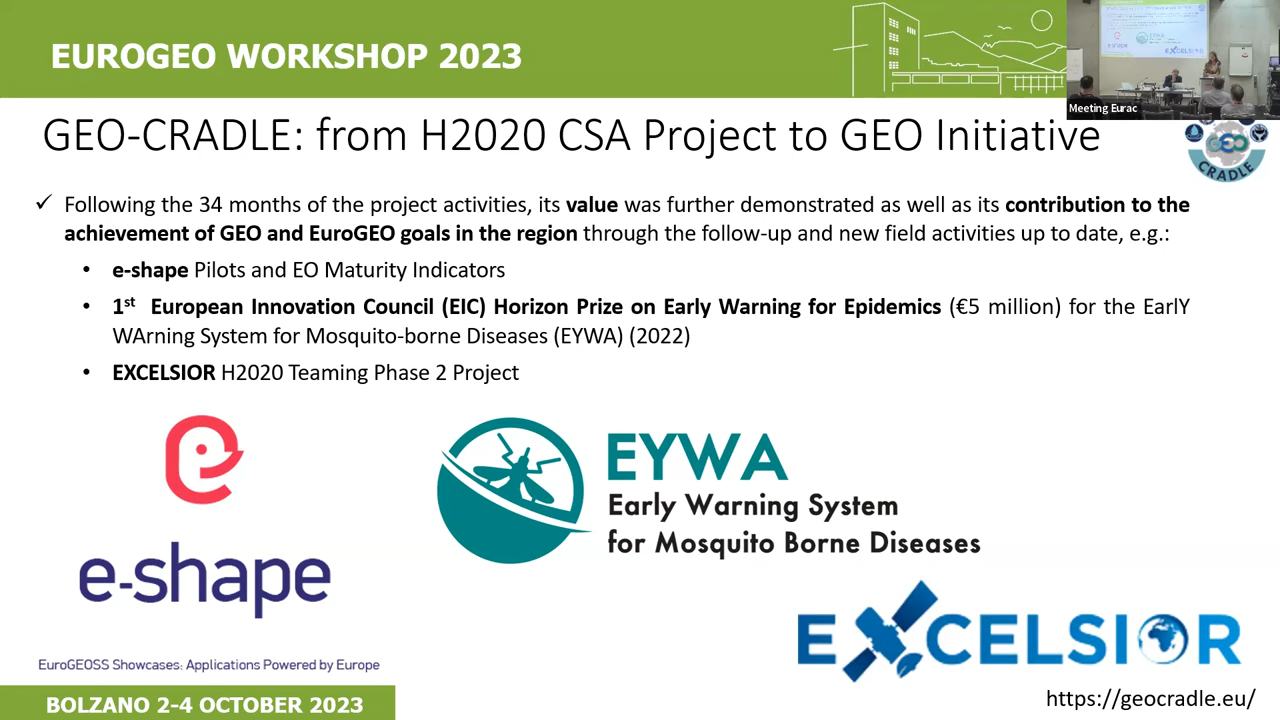 EUROGEO WORKSHOP 2023
Meeting Eurac
GEO-CRADLE: from H2020 CSA Project to GEO Initiative
GEO
CRADLE
✓ Following the 34 months of the project activities, its value was further demonstrated as well as its contribution to the
achievement of GEO and EuroGEO goals in the region through the follow-up and new field activities up to date, e.g.:
• e-shape Pilots and EO Maturity Indicators
• 1st European Innovation Council (EIC) Horizon Prize on Early Warning for Epidemics (€5 million) for the EarlY
WArning System for Mosquito-borne Diseases (EYWA) (2022)
• EXCELSIOR H2020 Teaming Phase 2 Project
e
e-shape
EuroGEOSS Showcases: Applications Powered by Europe
EYWA
Early Warning System
for Mosquito Borne Diseases
EXCELSIOR
BOLZANO 2-4 OCTOBER 2023
https://geocradle.eu/